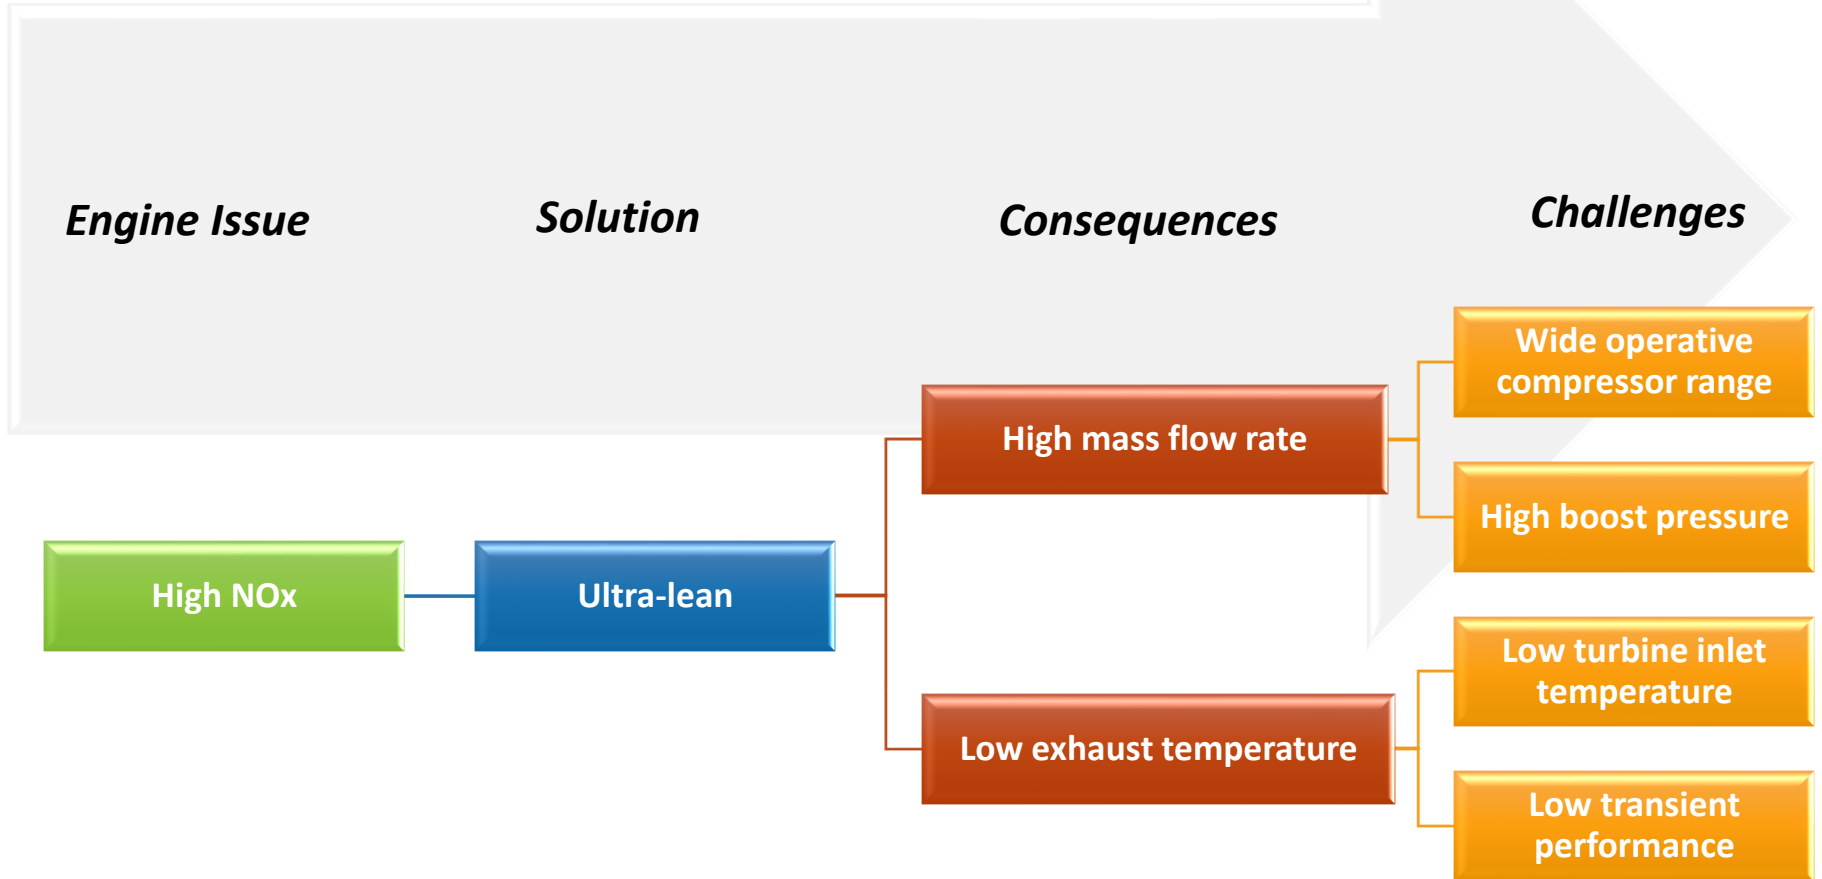 Engine Issue
Solution
Consequences
Challenges
Wide operative
compressor range
High mass flow rate
High boost pressure
High NOx
Ultra-lean
Low turbine inlet
temperature
Low exhaust temperature
Low transient
performance